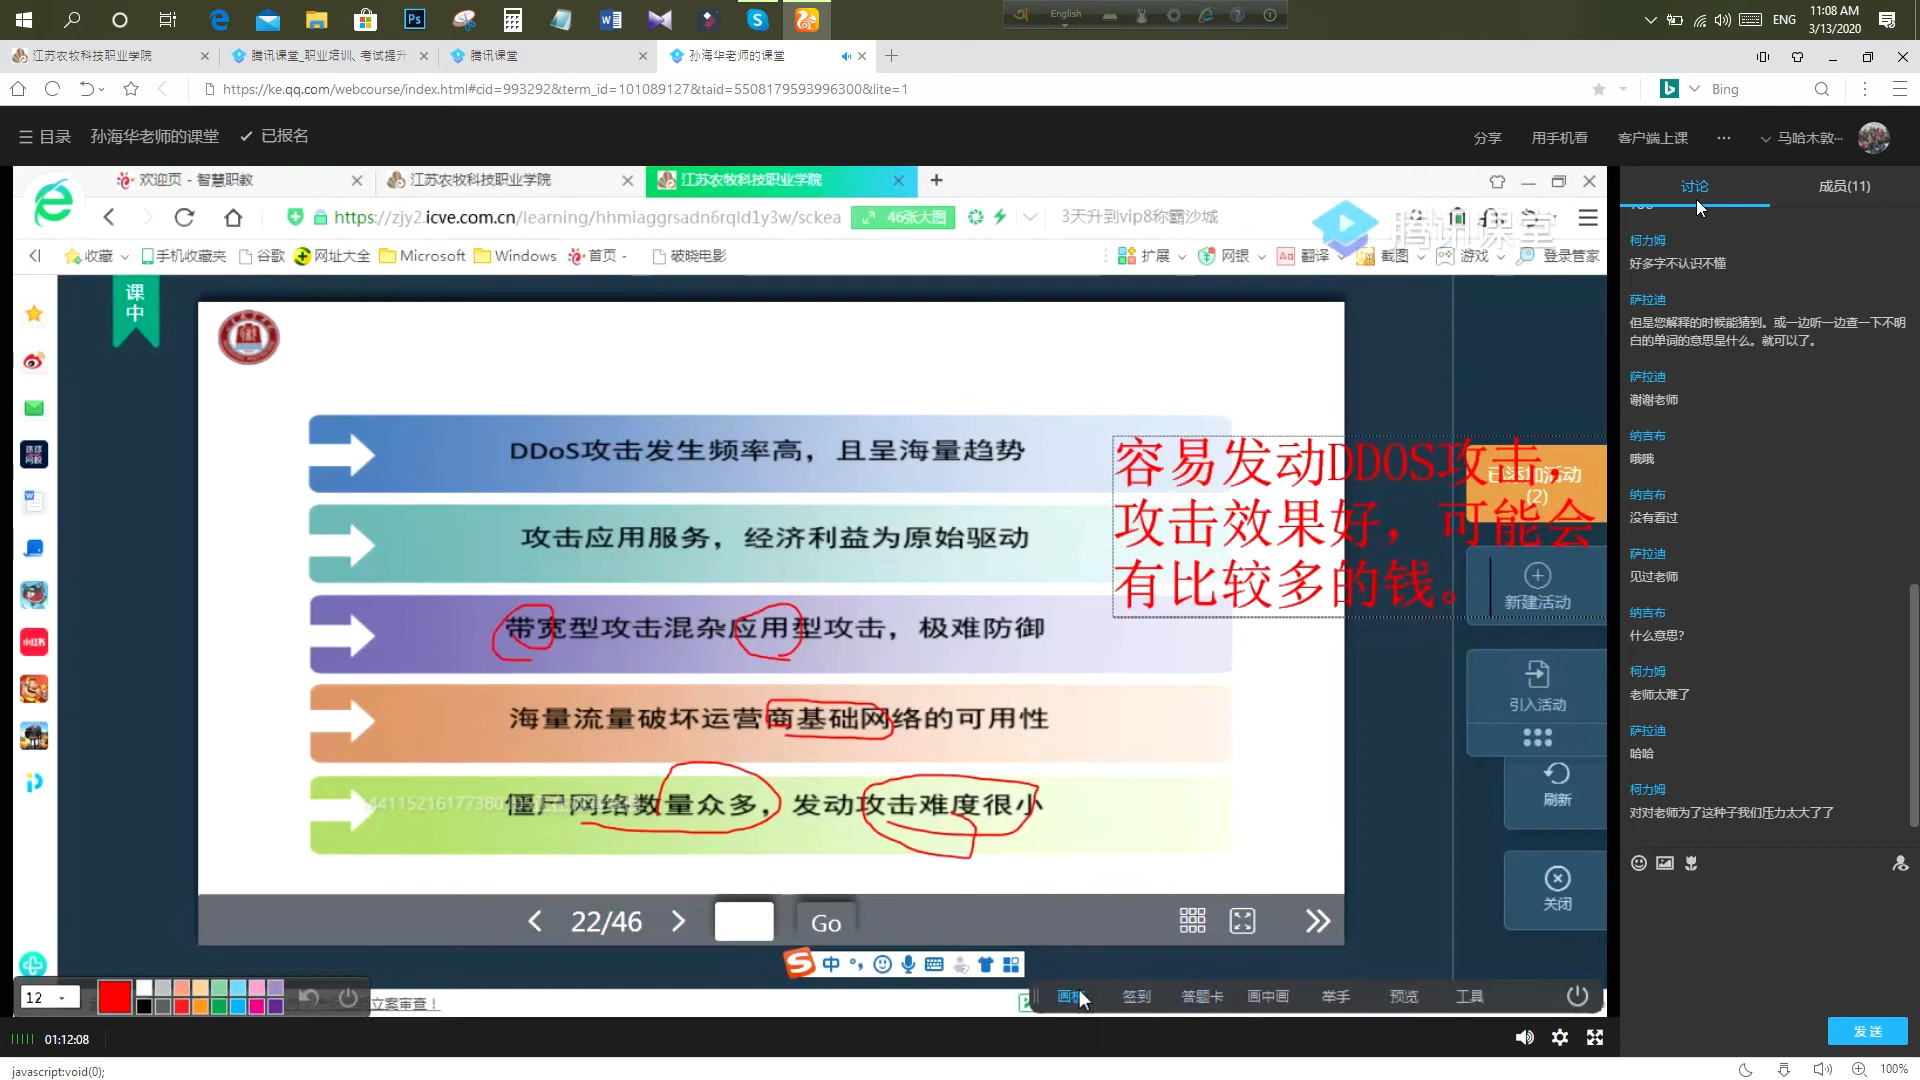 English
ENG
11:08 AM
3/13/2020
江苏农牧科技职业学院
腾讯课堂_职业培训、考试提升
腾讯课堂
孙海华老师的课堂
https://ke.qq.com/webcourse/index.html#cid=993292&term_id=101089127&taid=5508179593996300&lite=1
Bing
目录
孙海华老师的课堂
已报名
分享
用手机看
客户端上课
马哈木敦...
欢迎页 - 智慧职教
江苏农牧科技职业学院
江苏农牧科技职业学院
https://zjy2.icve.com.cn/learning/hhmiaggrsadn6rqld1y3w/sckea
46张大图
3天升到vip8称霸沙城
腾讯课堂
收藏
手机收藏夹
谷歌
网址大全
Microsoft
Windows
首页
破晓电影
扩展
网银
翻译
截图
游戏
登录管家
课中
DDoS攻击发生频率高，且呈海量趋势
攻击应用服务，经济利益为原始驱动
带宽型攻击混杂应用型攻击，极难防御
海量流量破坏运营商基础网络的可用性
僵尸网络数量众多，发动攻击难度很小
容易发动DDOS攻击，
攻击效果好，可能会
有比较多的钱。
已添加活动
(2)
新建活动
引入活动
刷新
关闭
22/46
Go
中
12
立案审查！
画板
签到
答题卡
画中画
举手
预览
工具
01:12:08
讨论
成员(11)
柯力姆
好多字不认识不懂
萨拉迪
但是您解释的时候能猜到。或一边听一边查一下不明
白的单词的意思是什么。就可以了。
萨拉迪
谢谢老师
纳吉布
哦哦
纳吉布
没有看过
萨拉迪
见过老师
纳吉布
什么意思?
柯力姆
老师太难了
萨拉迪
哈哈
柯力姆
对对老师为了这种子我们压力太大了了
发送
javascript:void(0);
100%